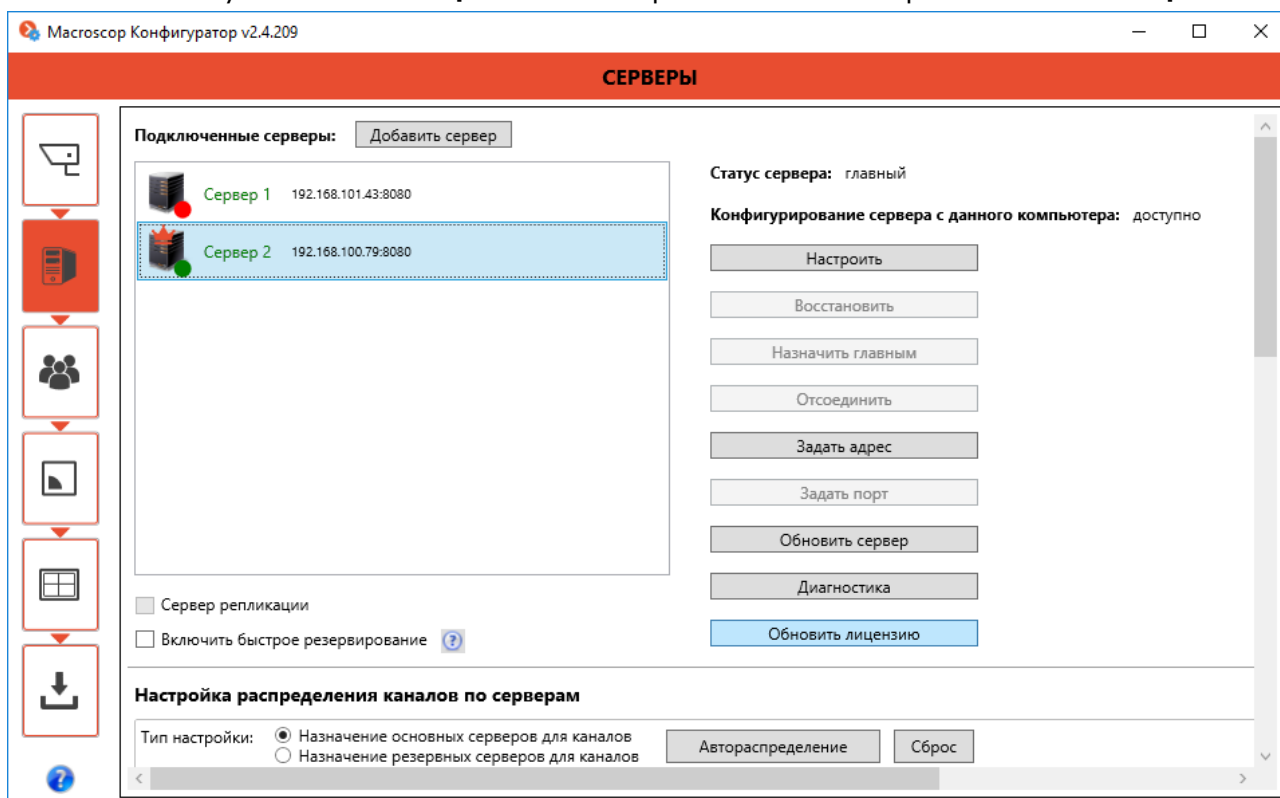 Macroscop Конфигуратор v2.4.209
СЕРВЕРЫ
Подключенные серверы: Добавить сервер
Сервер 1 192.168.101.43:8080
Сервер 2 192.168.100.79:8080
Статус сервера: главный
Конфигурирование сервера с данного компьютера: доступно
Настроить
Восстановить
Назначить главным
Отсоединить
Задать адрес
Задать порт
Обновить сервер
Диагностика
Обновить лицензию
Сервер репликации
Включить быстрое резервирование ?
Настройка распределения каналов по серверам
Тип настройки: Назначение основных серверов для каналов
Назначение резервных серверов для каналов
Автораспределение Сброс
?